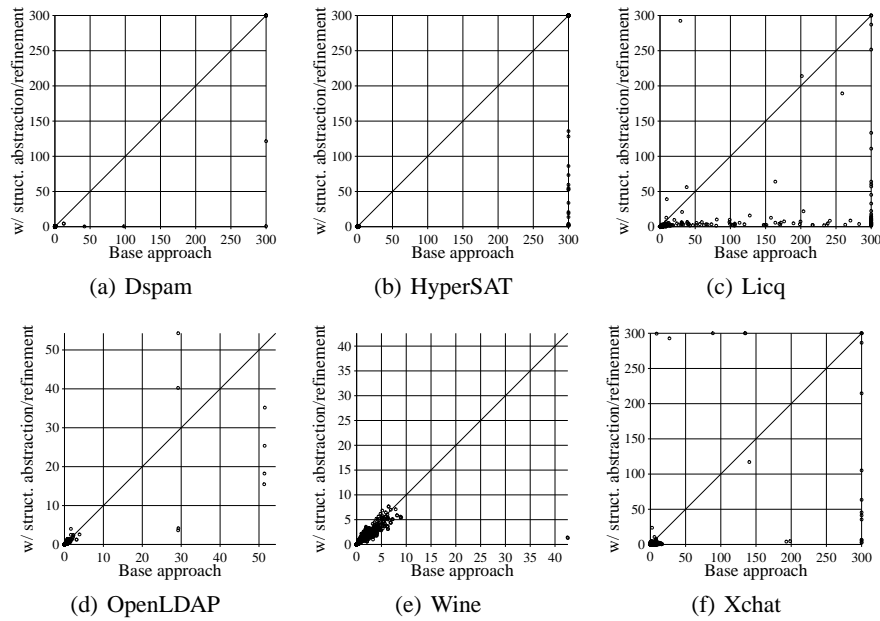 300
250
200
150
100
50
0
w/ struct. abstraction/refinement
0 50 100 150 200 250 300
Base approach
(a) Dspam
300
250
200
150
100
50
0
w/ struct. abstraction/refinement
0 50 100 150 200 250 300
Base approach
(b) HyperSAT
300
250
200
150
100
50
0
w/ struct. abstraction/refinement
0 50 100 150 200 250 300
Base approach
(c) Licq
50
40
30
20
10
0
w/ struct. abstraction/refinement
0 10 20 30 40 50
Base approach
(d) OpenLDAP
40
35
30
25
20
15
10
5
0
w/ struct. abstraction/refinement
0 5 10 15 20 25 30 35 40
Base approach
(e) Wine
300
250
200
150
100
50
0
w/ struct. abstraction/refinement
0 50 100 150 200 250 300
Base approach
(f) Xchat